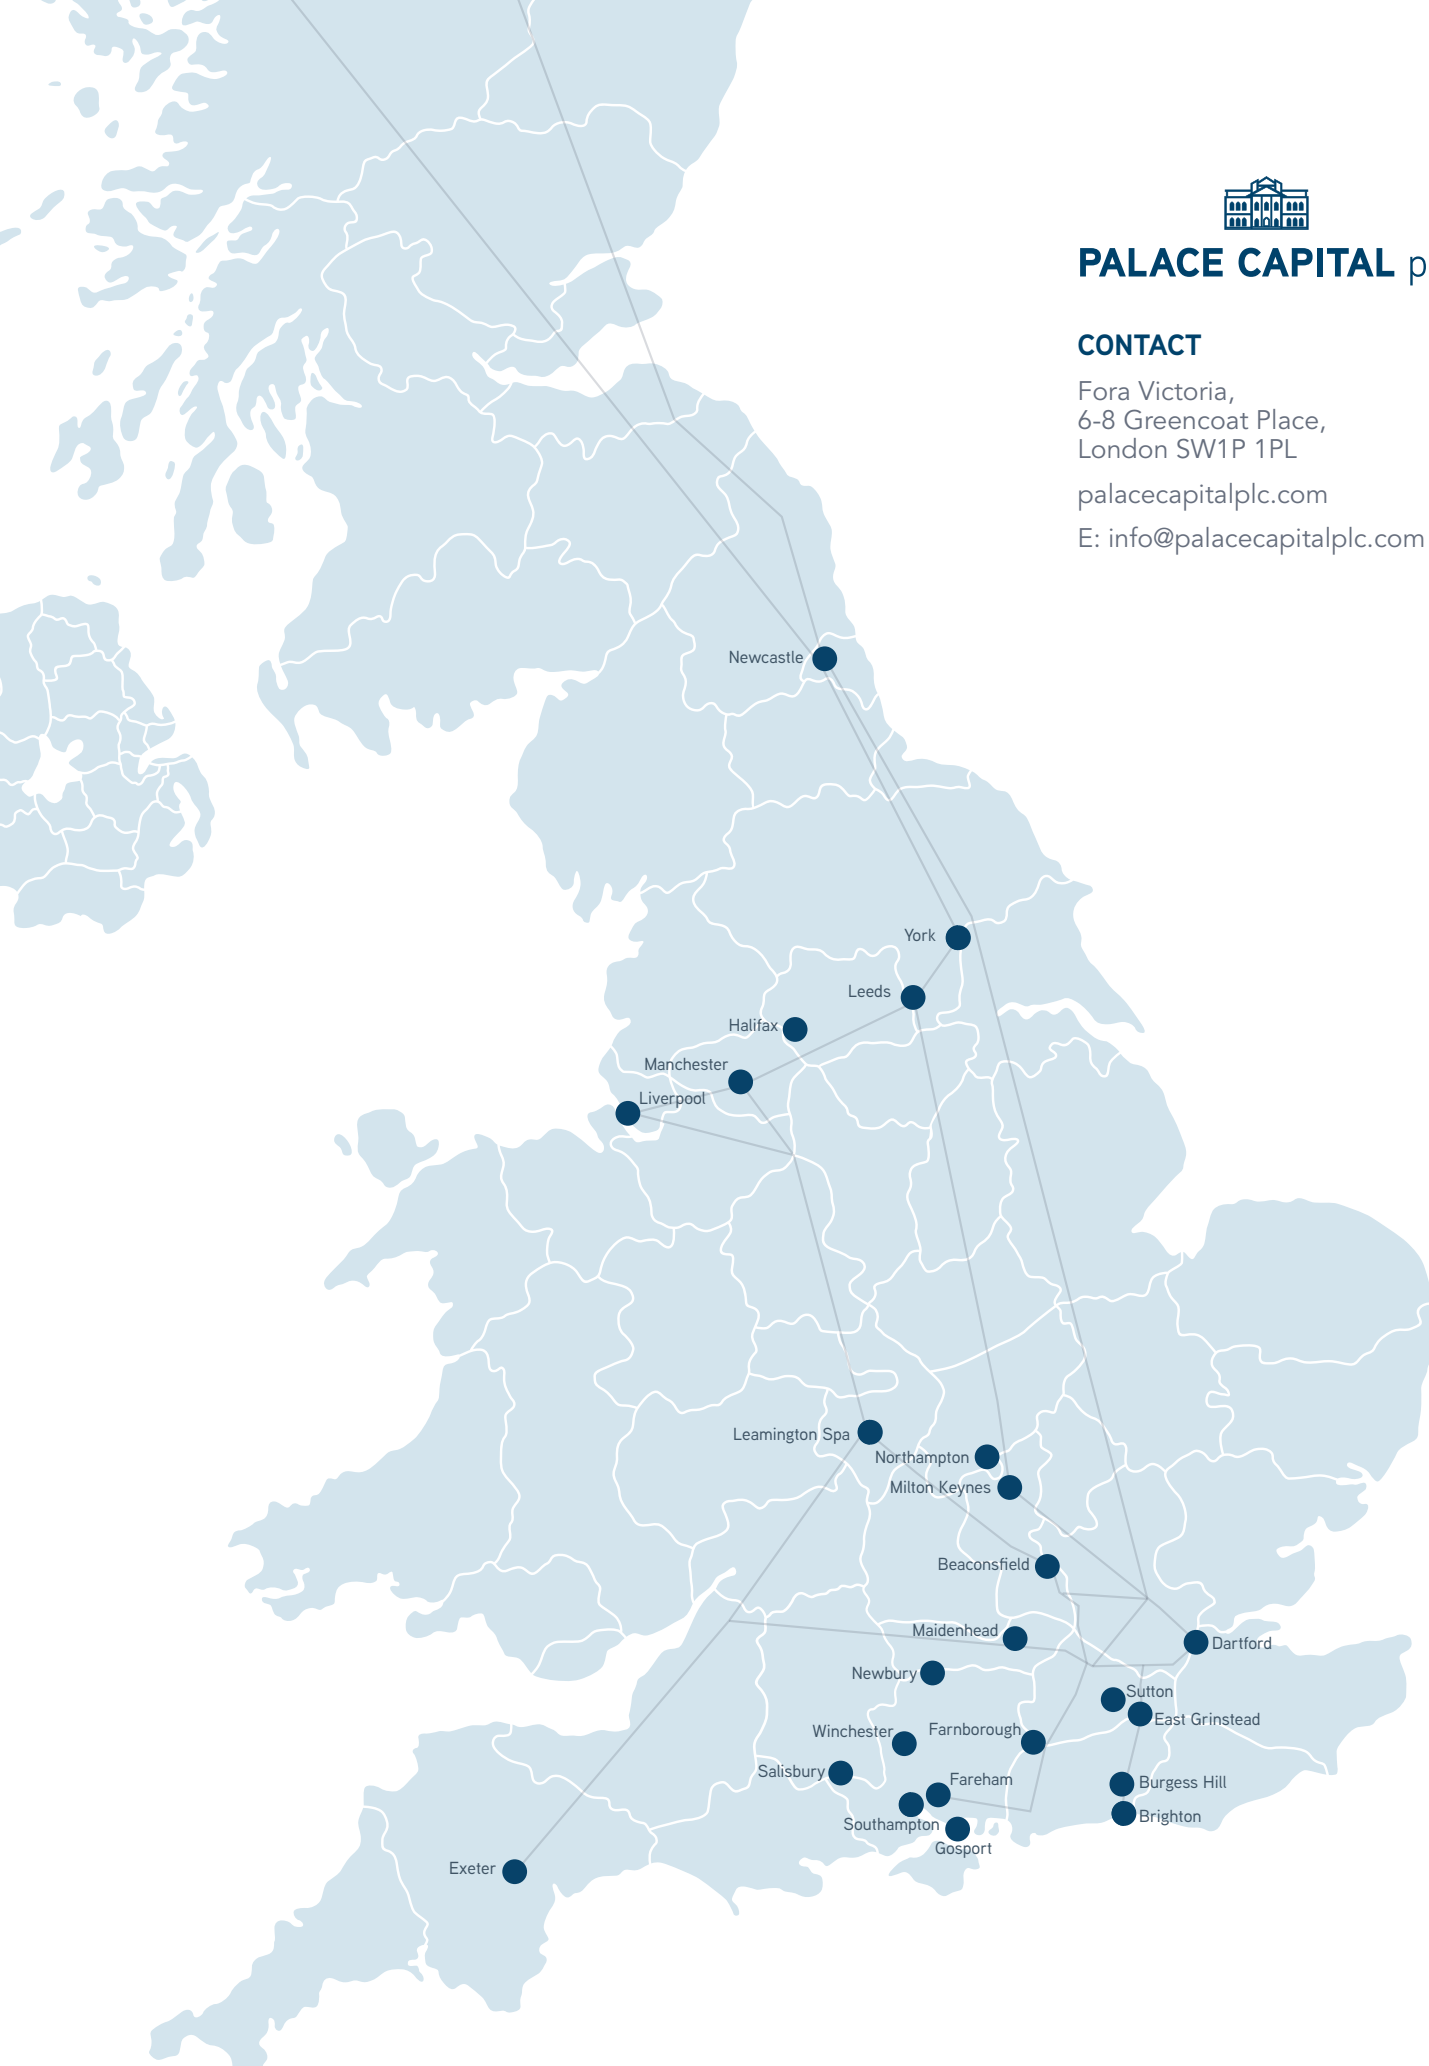 PALACE CAPITAL p
CONTACT
Fora Victoria,
6-8 Greencoat Place,
London SW1P 1PL
palacecapitalplc.com
E: info@palacecapitalplc.com
Newcastle
York
Leeds
Halifax
Manchester
Liverpool
Leamington Spa
Northampton
Milton Keynes
Beaconsfield
Maidenhead
Dartford
Newbury
Sutton
East Grinstead
Winchester
Farnborough
Salisbury
Fareham
Burgess Hill
Southampton
Brighton
Gosport
Exeter